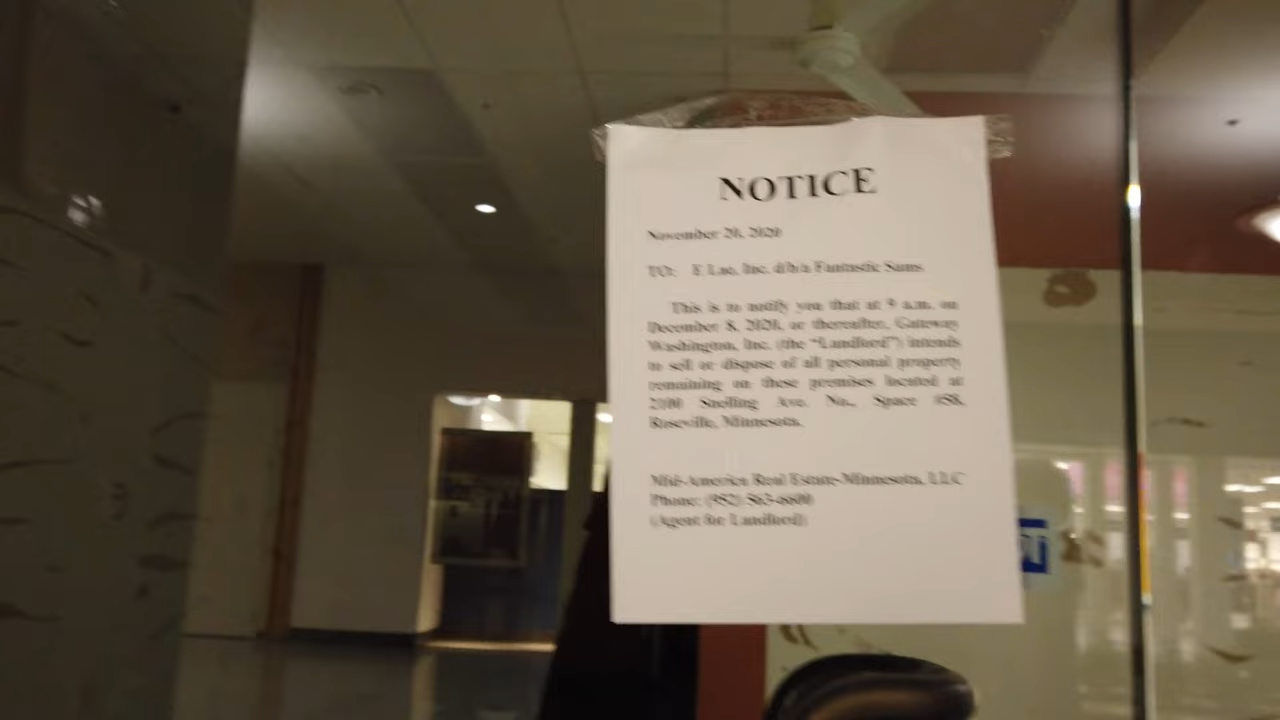 NOTICE
November 20, 2020
TO: E Lao, Inc. d/b/a Fantastic Sams
This is to notify you that at 9 a.m. on
December 8, 2020, or thereafter, Gateway
Washington, Inc. (the "Landlord") intends
to sell or dispose of all personal property
remaining on these premises located at
2100 Snelling Ave. No., Space #58,
Roseville, Minnesota.
Mid-America Real Estate-Minnesota, LLC
Phone: (952) 563-6600
(Agent for Landlord)